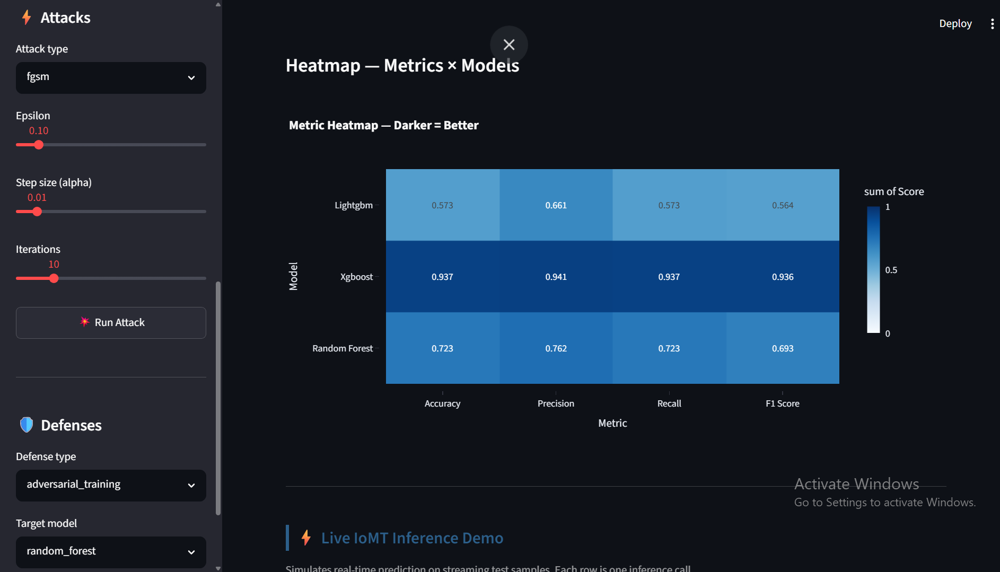 Attacks
Attack type
fgsm
Epsilon
0.10
Step size (alpha)
0.01
Iterations
10
Run Attack
Defenses
Defense type
adversarial_training
Target model
random_forest
Deploy
Heatmap — Metrics × Models
Metric Heatmap — Darker = Better
Model
Lightgbm 0.573 0.661 0.573 0.564
Xgboost 0.937 0.941 0.937 0.936
Random Forest 0.723 0.762 0.723 0.693
Accuracy Precision Recall F1 Score
Metric
sum of Score
1
0.5
0
Activate Windows
Go to Settings to activate Windows.
Live IoMT Inference Demo
Simulates real-time prediction on streaming test samples. Each row is one inference call